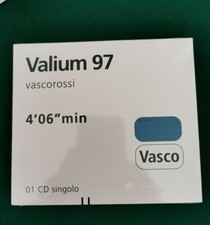 Valium 97
vascorossi
4'06”min
Vasco
01 CD singolo